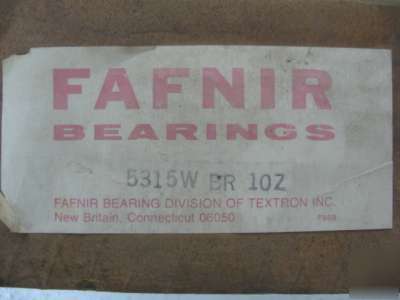 FAFNIR
BEARINGS
5315W BR 10Z
FAFNIR BEARING DIVISION OF TEXTRON INC.
New Britain, Connecticut 06050